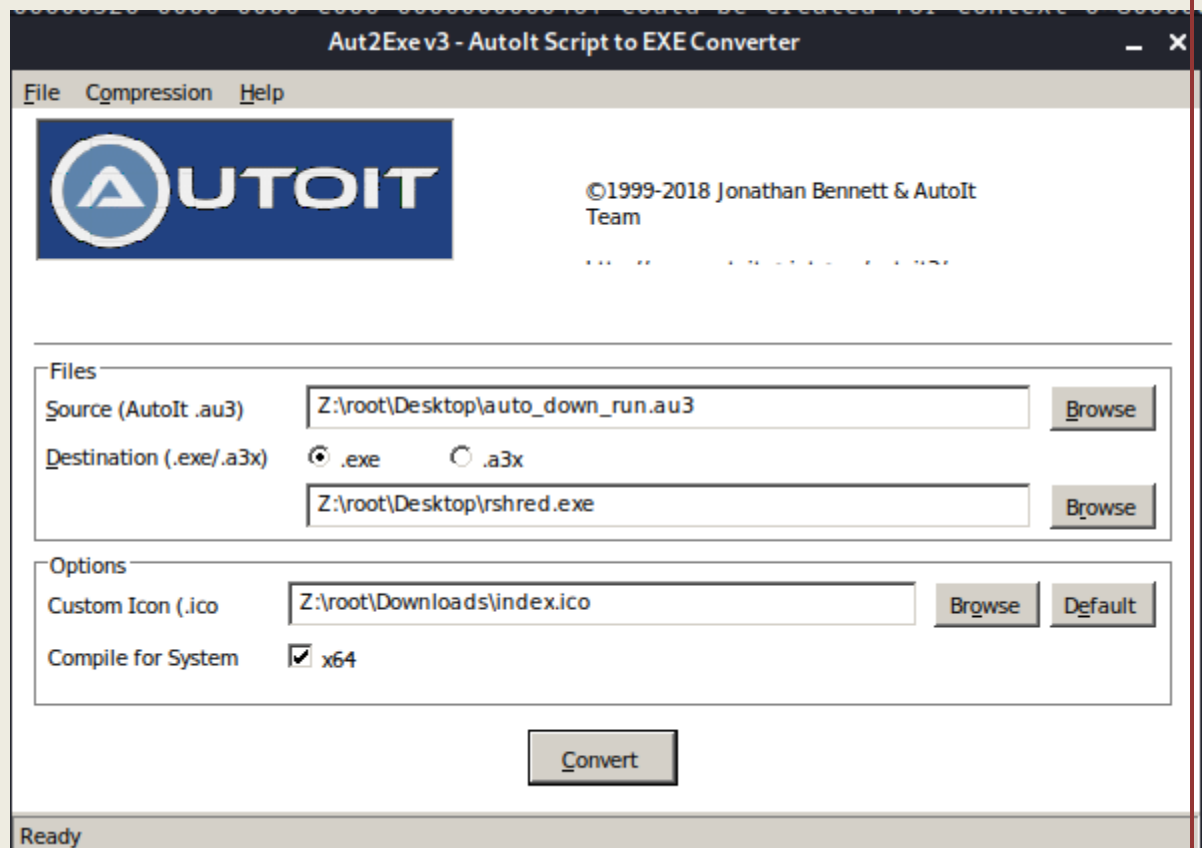 Aut2Exe v3 - AutoIt Script to EXE Converter
File Compression Help
AUTOIT
©1999-2018 Jonathan Bennett & AutoIt
Team
Files
Source (AutoIt .au3)
Z:\root\Desktop\auto_down_run.au3
Browse
Destination (.exe/.a3x)
.exe
.a3x
Z:\root\Desktop\rshred.exe
Browse
Options
Custom Icon (.ico
Z:\root\Downloads\index.ico
Browse
Default
Compile for System
x64
Convert
Ready